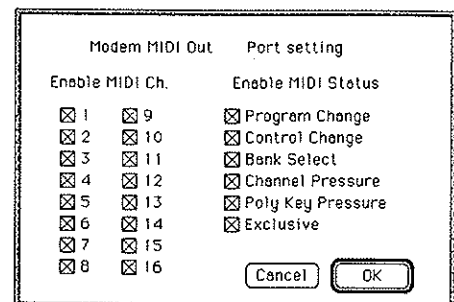 Modem MIDI Out Port setting
Enable MIDI Ch. Enable MIDI Status
1 9 Program Change
2 10 Control Change
3 11 Bank Select
4 12 Channel Pressure
5 13 Poly Key Pressure
6 14 Exclusive
7 15
8 16
Cancel OK